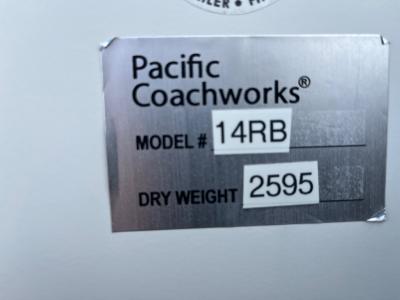 Pacific
Coachworks®
MODEL # 14RB
DRY WEIGHT 2595